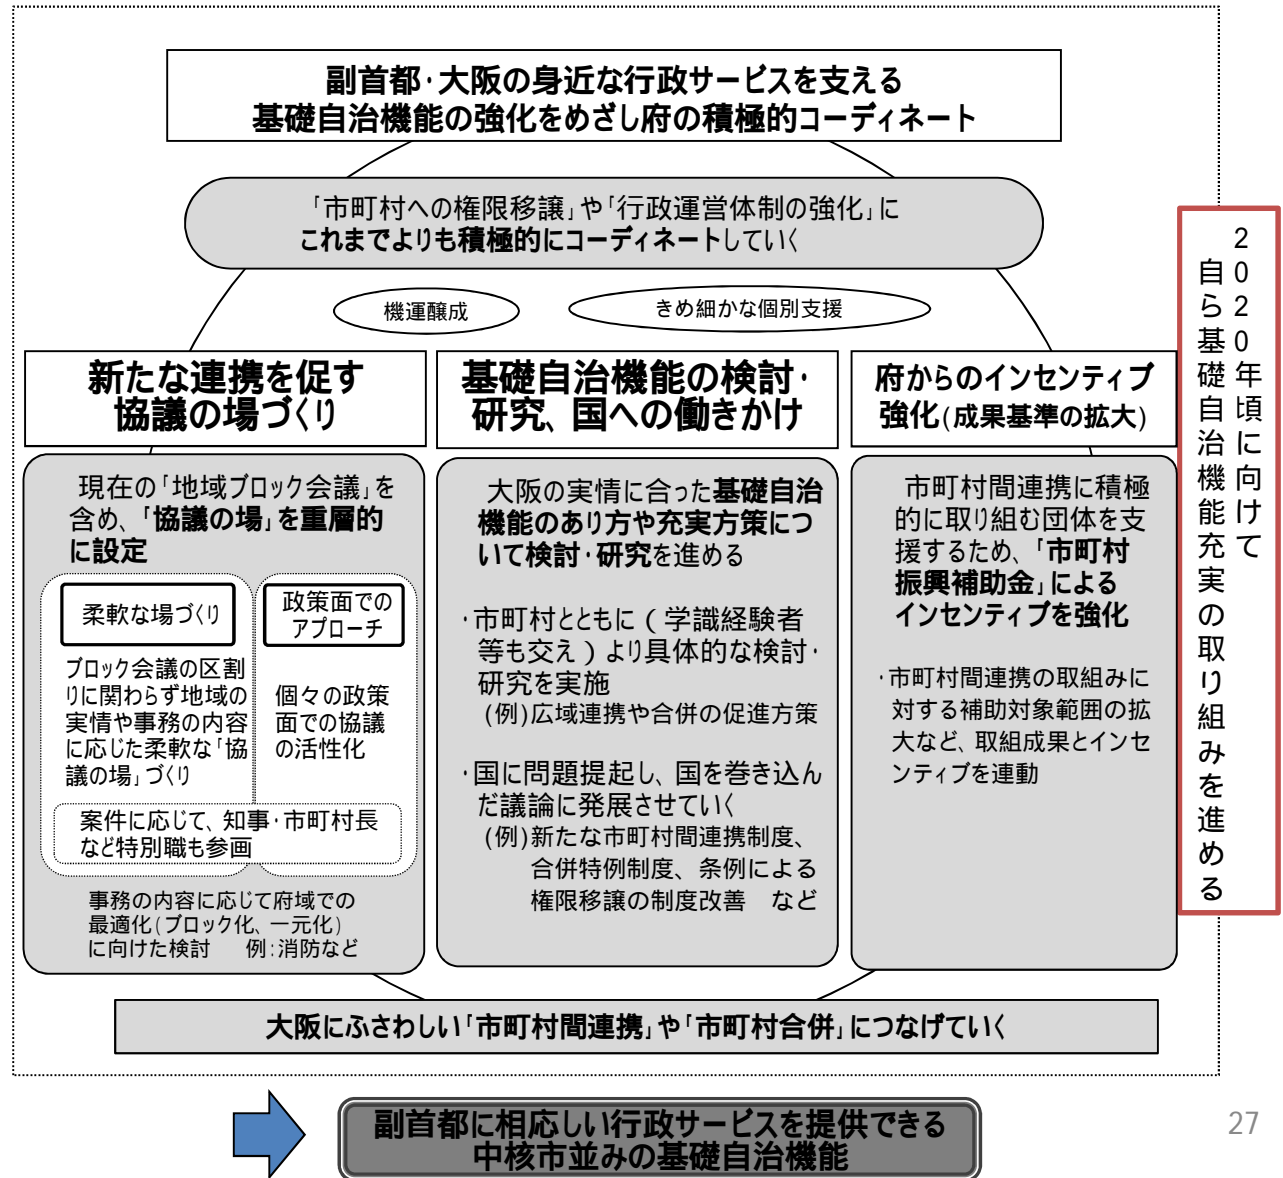 副首都・大阪の身近な行政サービスを支える
基礎自治機能の強化をめざし府の積極的コーディネート
「市町村への権限移譲」や「行政運営体制の強化」に
これまでよりも積極的にコーディネートしていく
機運醸成
きめ細かな個別支援
新たな連携を促す
協議の場づくり
現在の「地域ブロック会議」を
含め、「協議の場」を重層的
に設定
柔軟な場づくり
ブロック会議の区割
りに関わらず地域の
実情や事務の内容
に応じた柔軟な「協
議の場」づくり
政策面での
アプローチ
個々の政策
面での協議
の活性化
案件に応じて、知事・市町村長
など特別職も参画
事務の内容に応じて府域での
最適化(ブロック化、一元化)
に向けた検討　例:消防など
基礎自治機能の検討・
研究、国への働きかけ
大阪の実情に合った基礎自治
機能のあり方や充実方策につ
いて検討・研究を進める
・市町村とともに(学識経験者
等も交え)より具体的な検討・
研究を実施
(例)広域連携や合併の促進方策
・国に問題提起し、国を巻き込ん
だ議論に発展させていく
(例)新たな市町村間連携制度、
合併特例制度、条例による
権限移譲の制度改善　など
府からのインセンティブ
強化(成果基準の拡大)
市町村間連携に積極
的に取り組む団体を支
援するため、「市町村
振興補助金」による
インセンティブを強化
・市町村間連携の取組みに
対する補助対象範囲の拡
大など、取組成果とインセ
ンティブを連動
2020年頃に向けて
自ら基礎自治機能充実の取り組みを進める
大阪にふさわしい「市町村間連携」や「市町村合併」につなげていく
副首都に相応しい行政サービスを提供できる
中核市並みの基礎自治機能
27